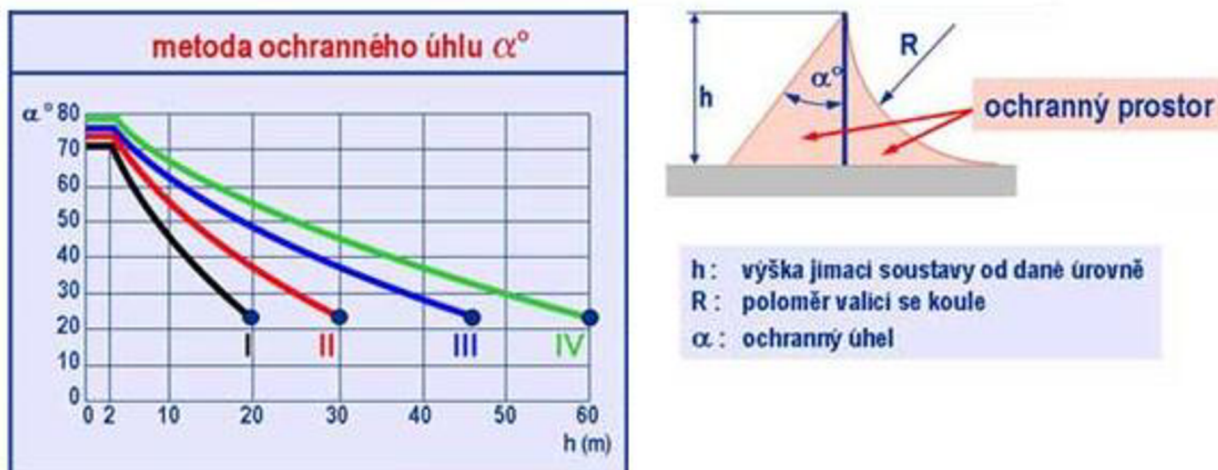 metoda ochranného úhlu α°
α° 80
70
60
50
40
30
20
10
0
I II III IV
0 2 10 20 30 40 50 60
h (m)
h
α°
R
ochranný prostor
h : výška jímací soustavy od dané úrovně
R : poloměr valící se koule
α : ochranný úhel